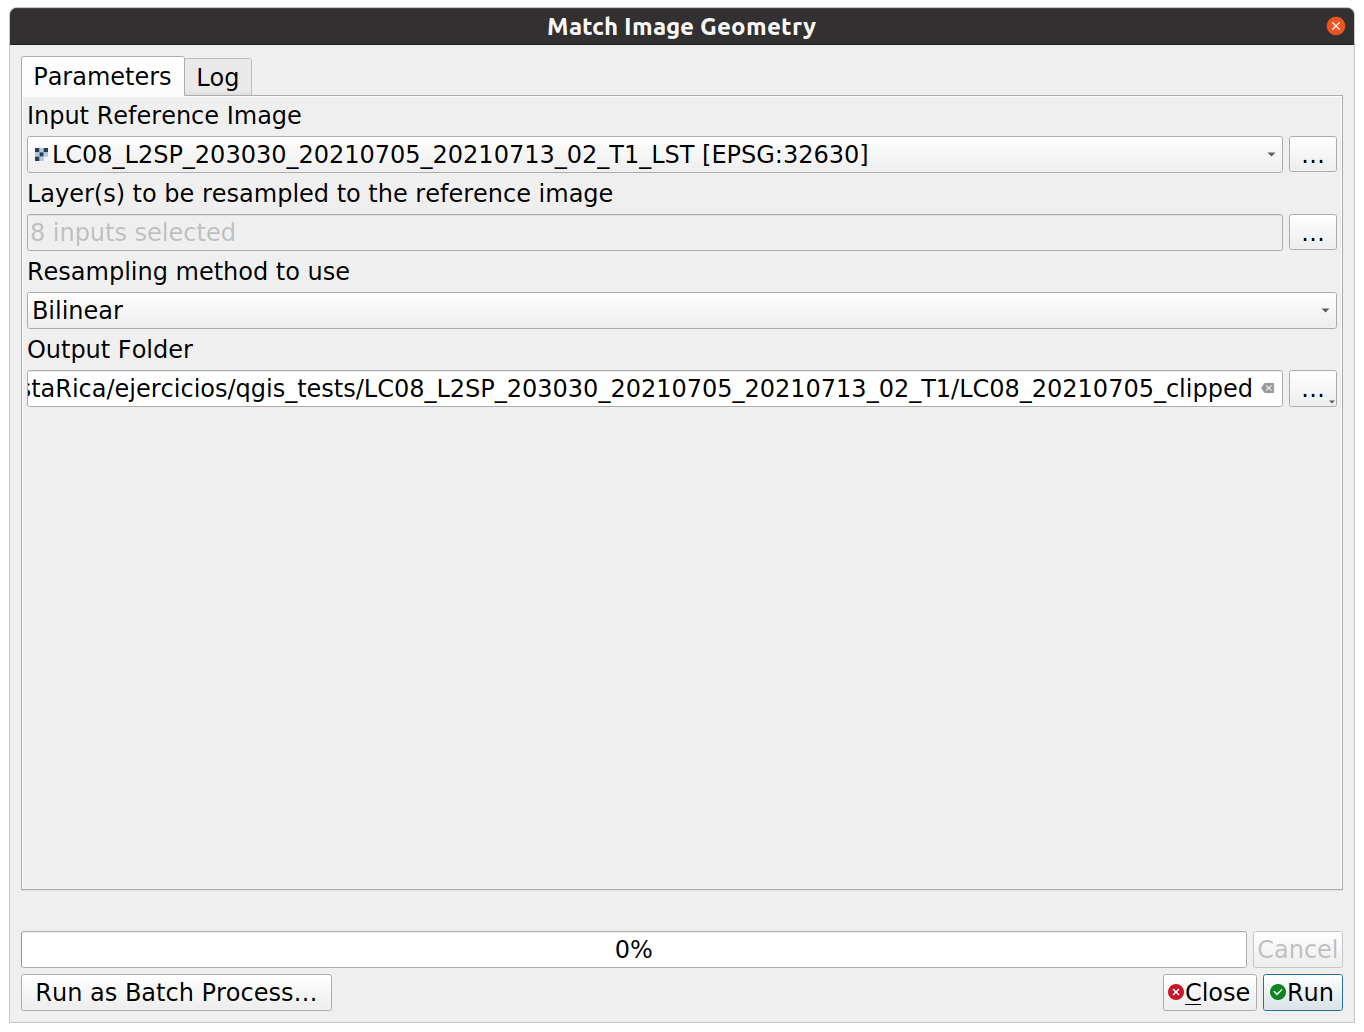 Match Image Geometry
Parameters Log
Input Reference Image
LC08_L2SP_203030_20210705_20210713_02_T1_LST [EPSG:32630] ...
Layer(s) to be resampled to the reference image
8 inputs selected ...
Resampling method to use
Bilinear
Output Folder
staRica/ejercicios/qgis_tests/LC08_L2SP_203030_20210705_20210713_02_T1/LC08_20210705_clipped ...
0% Cancel
Run as Batch Process... Close Run